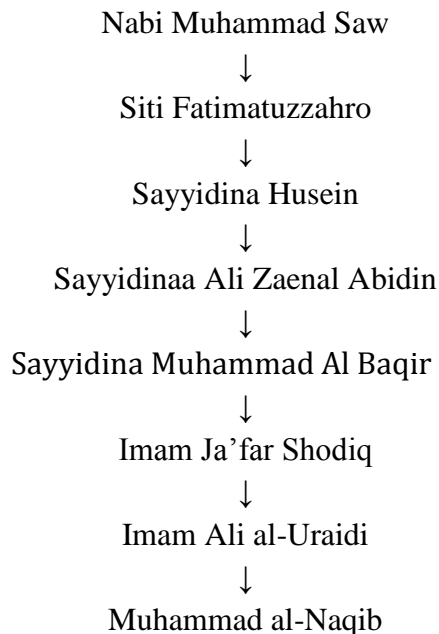 Nabi Muhammad Saw
↓
Siti Fatimatuzzahro
↓
Sayyidina Husein
↓
Sayyidinaa Ali Zaenal Abidin
↓
Sayyidina Muhammad Al Baqir
↓
Imam Ja’far Shodiq
↓
Imam Ali al-Uraidi
↓
Muhammad al-Naqib